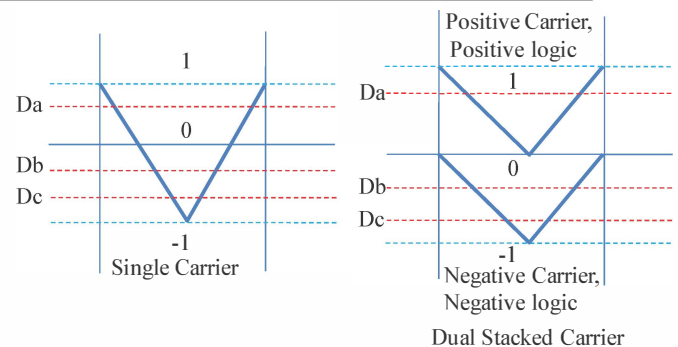 1
Da
0
Db
Dc
-1
Single Carrier
Positive Carrier,
Positive logic
1
Da
0
Db
Dc
-1
Negative Carrier,
Negative logic
Dual Stacked Carrier